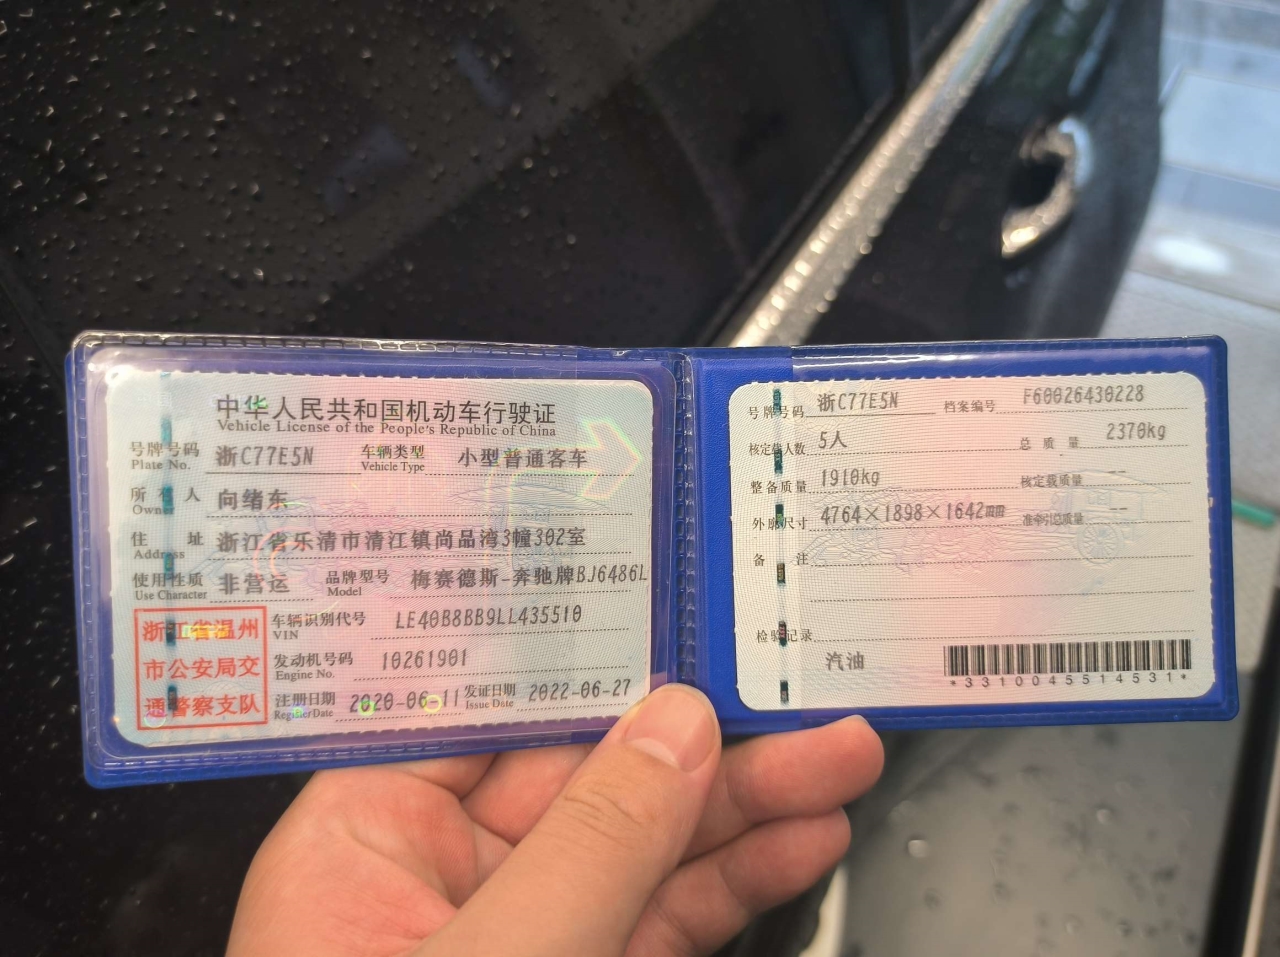 中华人民共和国机动车行驶证
Vehicle License of the People's Republic of China
号牌号码 浙C77E5N 车辆类型 小型普通客车
Plate No. Vehicle Type
所有人 向绪东
Owner
住址 浙江省乐清市清江镇尚品湾3幢302室
Address
使用性质 非营运 品牌型号 梅赛德斯-奔驰牌BJ6486L
Use Character Model
浙江省温州
市公安局交
通警察支队
车辆识别代号 LE40B8BB9LL435510
VIN
发动机号码 10261901
Engine No.
注册日期 2020-06-11 发证日期 2022-06-27
Register Date Issue Date
号牌号码 浙C77E5N 档案编号 F60026430228
核定载人数 5人 总质量 2370kg
整备质量 1910kg 核定载质量 --
外廓尺寸 4764×1898×1642mm 准牵引总质量 --
备注
检验记录
汽油
*3310045514531*